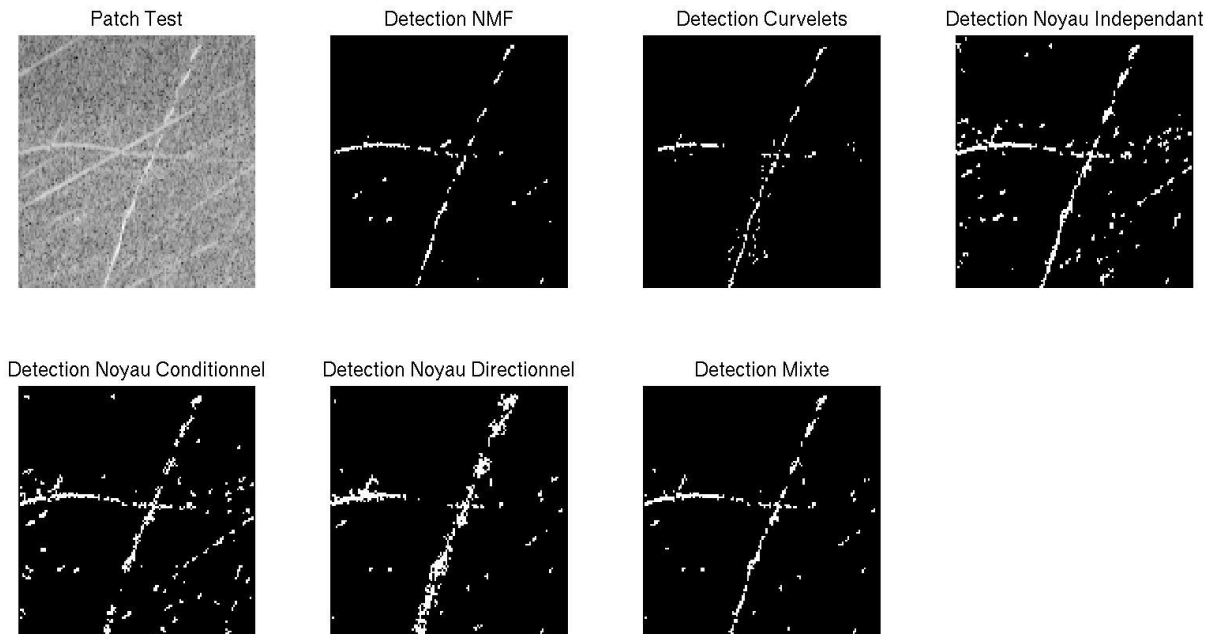 Patch Test
Detection NMF
Detection Curvelets
Detection Noyau Independant
Detection Noyau Conditionnel
Detection Noyau Directionnel
Detection Mixte